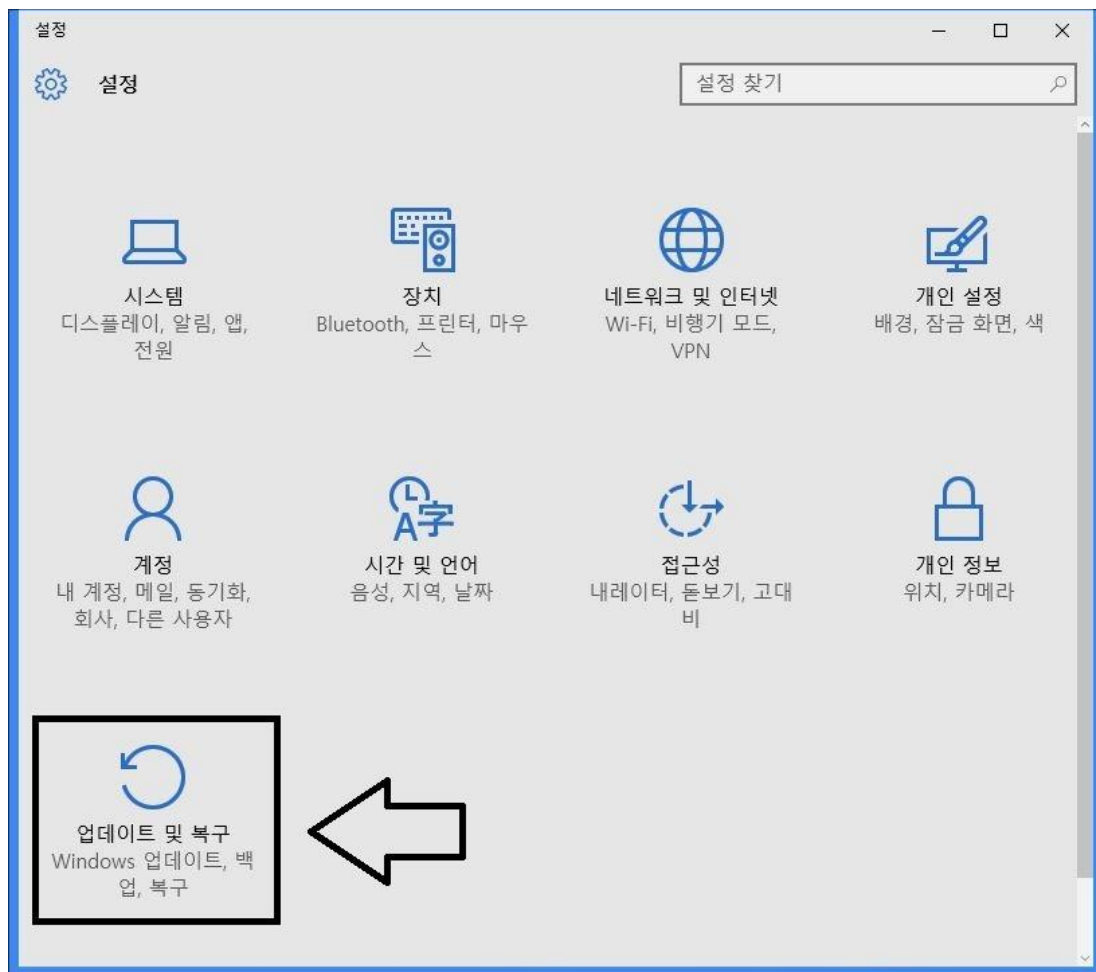 설정
설정
설정 찾기
시스템
디스플레이, 알림, 앱,
전원
장치
Bluetooth, 프린터, 마우
스
네트워크 및 인터넷
Wi-Fi, 비행기 모드,
VPN
개인 설정
배경, 잠금 화면, 색
계정
내 계정, 메일, 동기화,
회사, 다른 사용자
시간 및 언어
음성, 지역, 날짜
접근성
내레이터, 돋보기, 고대
비
개인 정보
위치, 카메라
업데이트 및 복구
Windows 업데이트, 백
업, 복구